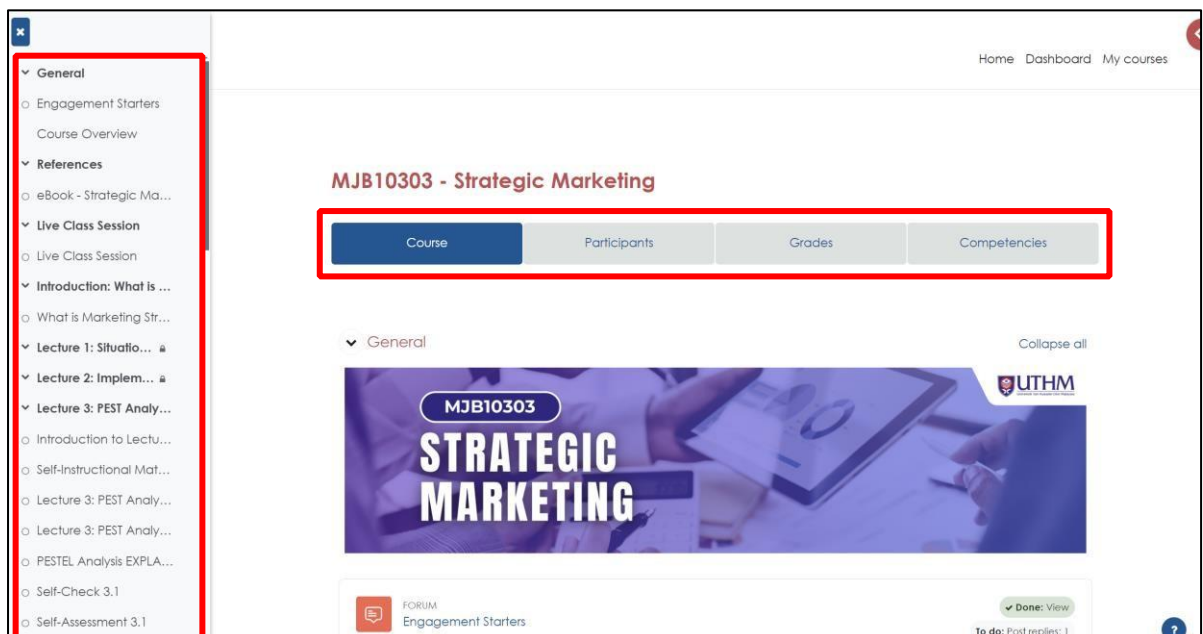 Home Dashboard My courses
General
Engagement Starters
Course Overview
References
eBook - Strategic Ma...
Live Class Session
Live Class Session
Introduction: What is ...
What is Marketing Str...
Lecture 1: Situatio...
Lecture 2: Implem...
Lecture 3: PEST Analy...
Introduction to Lectu...
Self-Instructional Mat...
Lecture 3: PEST Analy...
Lecture 3: PEST Analy...
PESTEL Analysis EXPLA...
Self-Check 3.1
Self-Assessment 3.1
MJB10303 - Strategic Marketing
Course Participants Grades Competencies
General
Collapse all
UTHM
MJB10303
STRATEGIC
MARKETING
FORUM
Engagement Starters
Done: View
To do: Post replies: 1
?